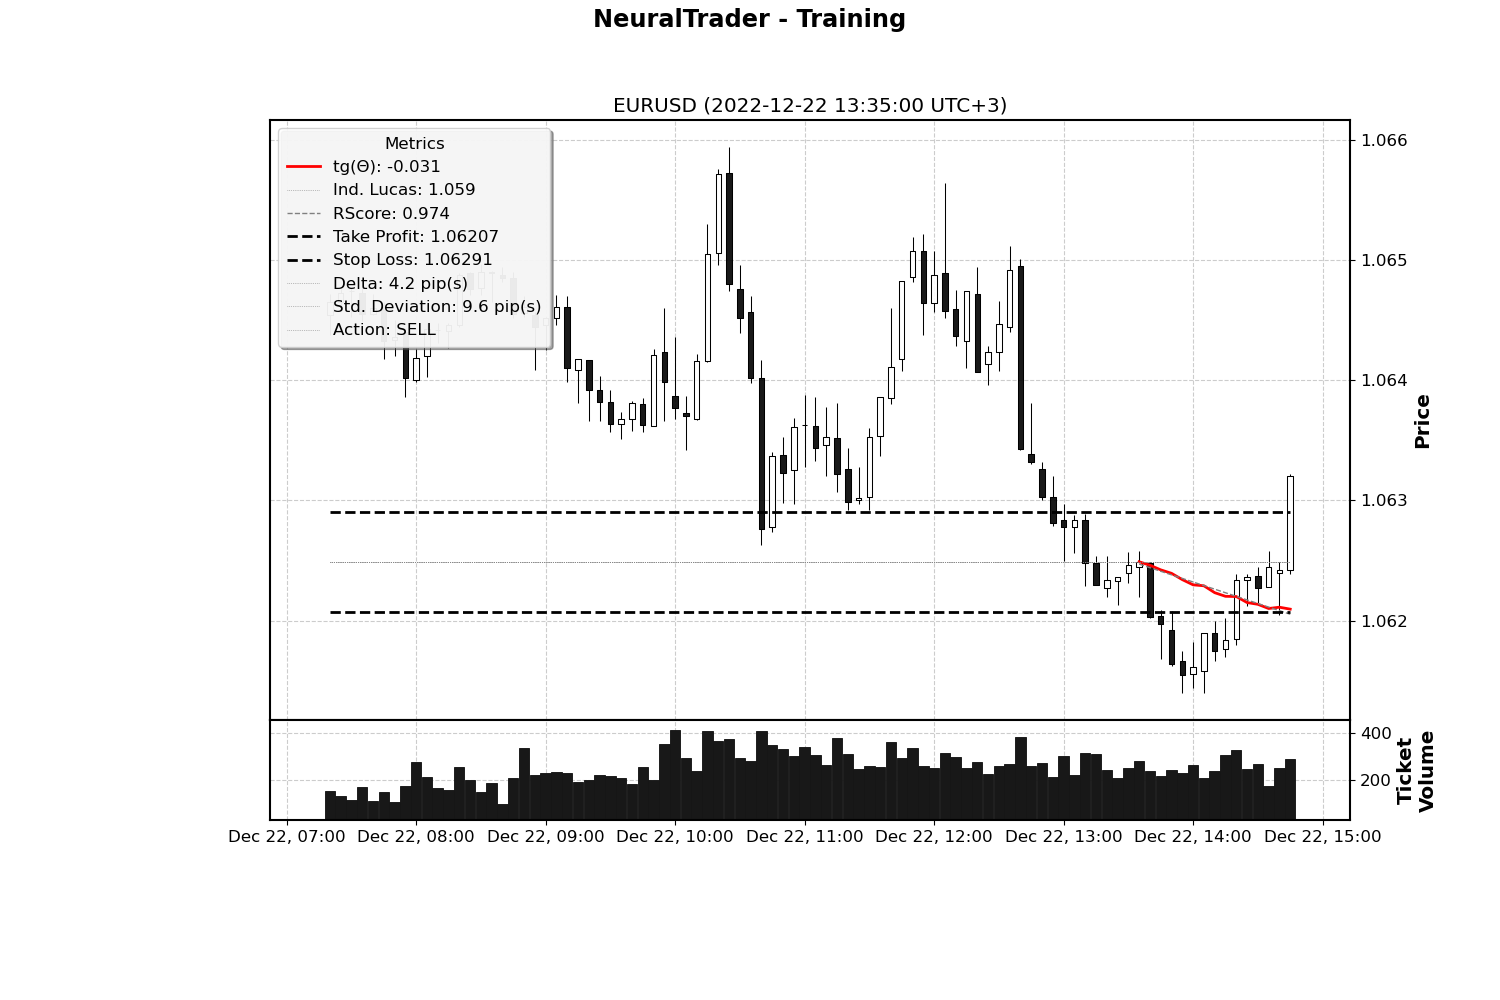 NeuralTrader - Training
EURUSD (2022-12-22 13:35:00 UTC+3)
Metrics
tg(Θ): -0.031
Ind. Lucas: 1.059
RScore: 0.974
Take Profit: 1.06207
Stop Loss: 1.06291
Delta: 4.2 pip(s)
Std. Deviation: 9.6 pip(s)
Action: SELL
1.066
1.065
1.064
1.063
1.062
Price
400
200
Ticket
Volume
Dec 22, 07:00
Dec 22, 08:00
Dec 22, 09:00
Dec 22, 10:00
Dec 22, 11:00
Dec 22, 12:00
Dec 22, 13:00
Dec 22, 14:00
Dec 22, 15:00